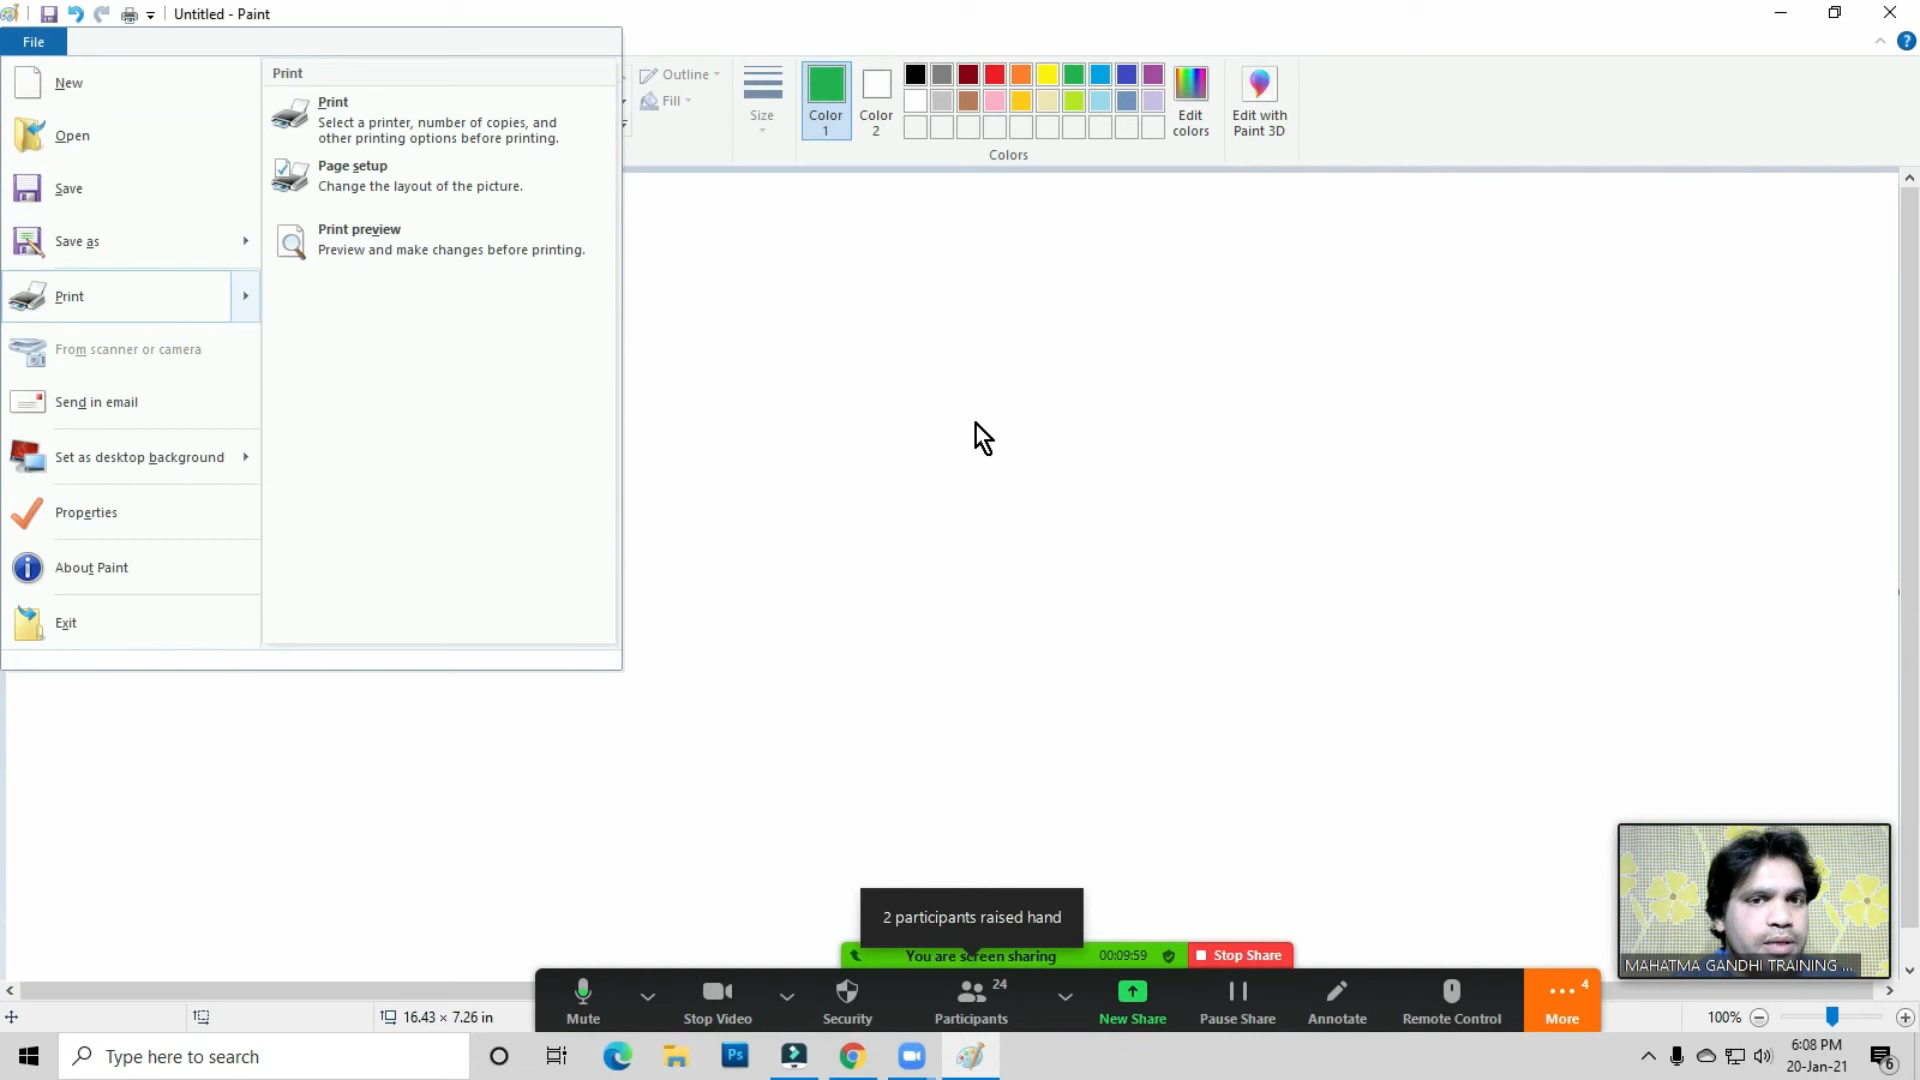 Untitled - Paint
File
New
Open
Save
Save as
Print
From scanner or camera
Send in email
Set as desktop background
Properties
About Paint
Exit
Print
Print
Select a printer, number of copies, and
other printing options before printing.
Page setup
Change the layout of the picture.
Print preview
Preview and make changes before printing.
Outline
Fill
Size
Color
1
Color
2
Edit
colors
Edit with
Paint 3D
Colors
?
2 participants raised hand
You are screen sharing
00:09:59
Stop Share
MAHATMA GANDHI TRAINING ...
Mute
Stop Video
Security
24
Participants
New Share
Pause Share
Annotate
Remote Control
4
More
16.43 × 7.26 in
100%
Type here to search
Ps
6:08 PM
20-Jan-21
6